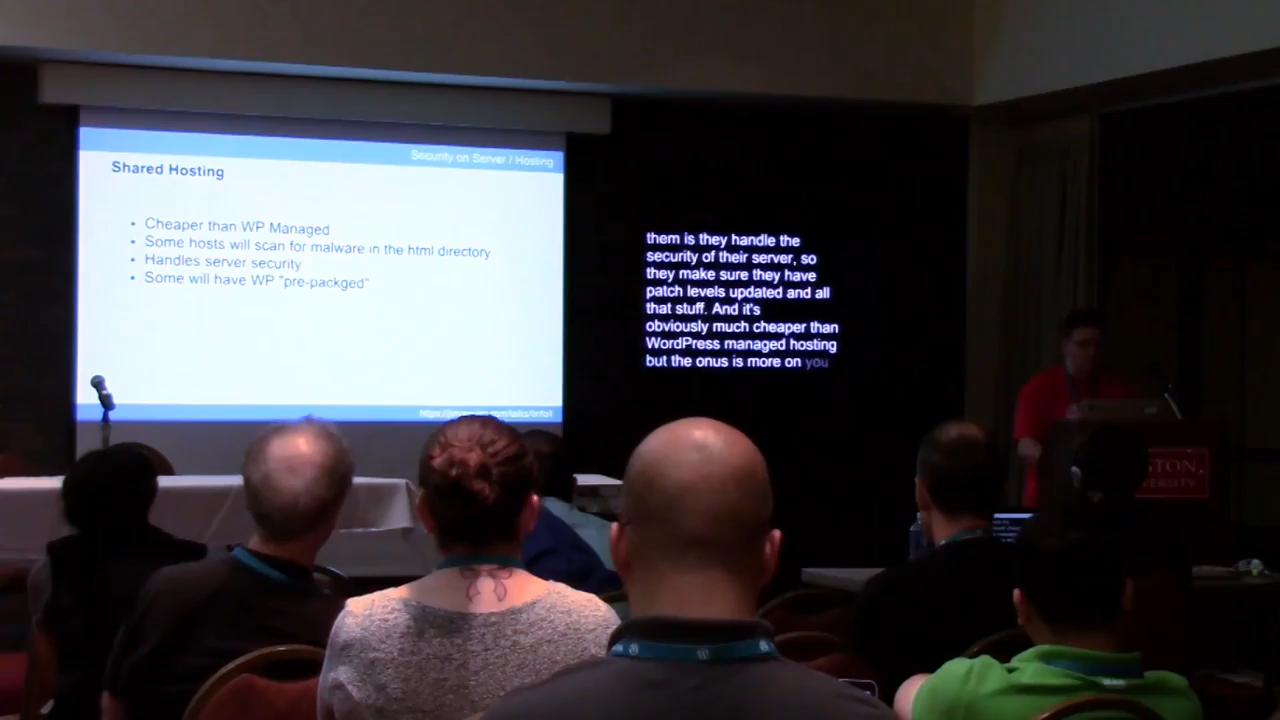 Security on Server / Hosting
Shared Hosting
• Cheaper than WP Managed
• Some hosts will scan for malware in the html directory
• Handles server security
• Some will have WP "pre-packged"
them is they handle the
security of their server, so
they make sure they have
patch levels updated and all
that stuff. And it's
obviously much cheaper than
WordPress managed hosting
but the onus is more on you